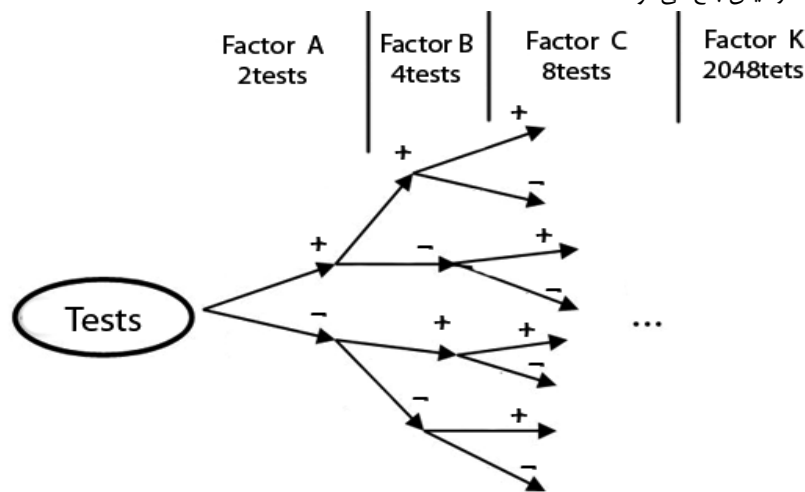 Factor A
2tests
Factor B
4tests
Factor C
8tests
Factor K
2048tets
+
−
+
+
−
−
+
−
Tests
−
+
+
−
−
+
−
...